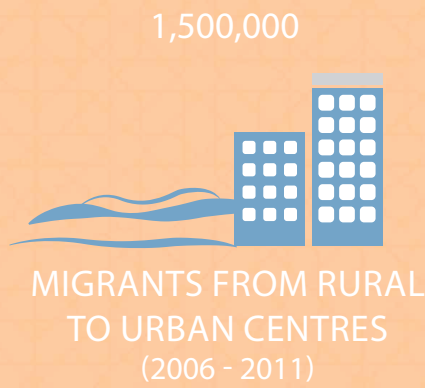 1,500,000
MIGRANTS FROM RURAL
TO URBAN CENTRES
(2006 - 2011)